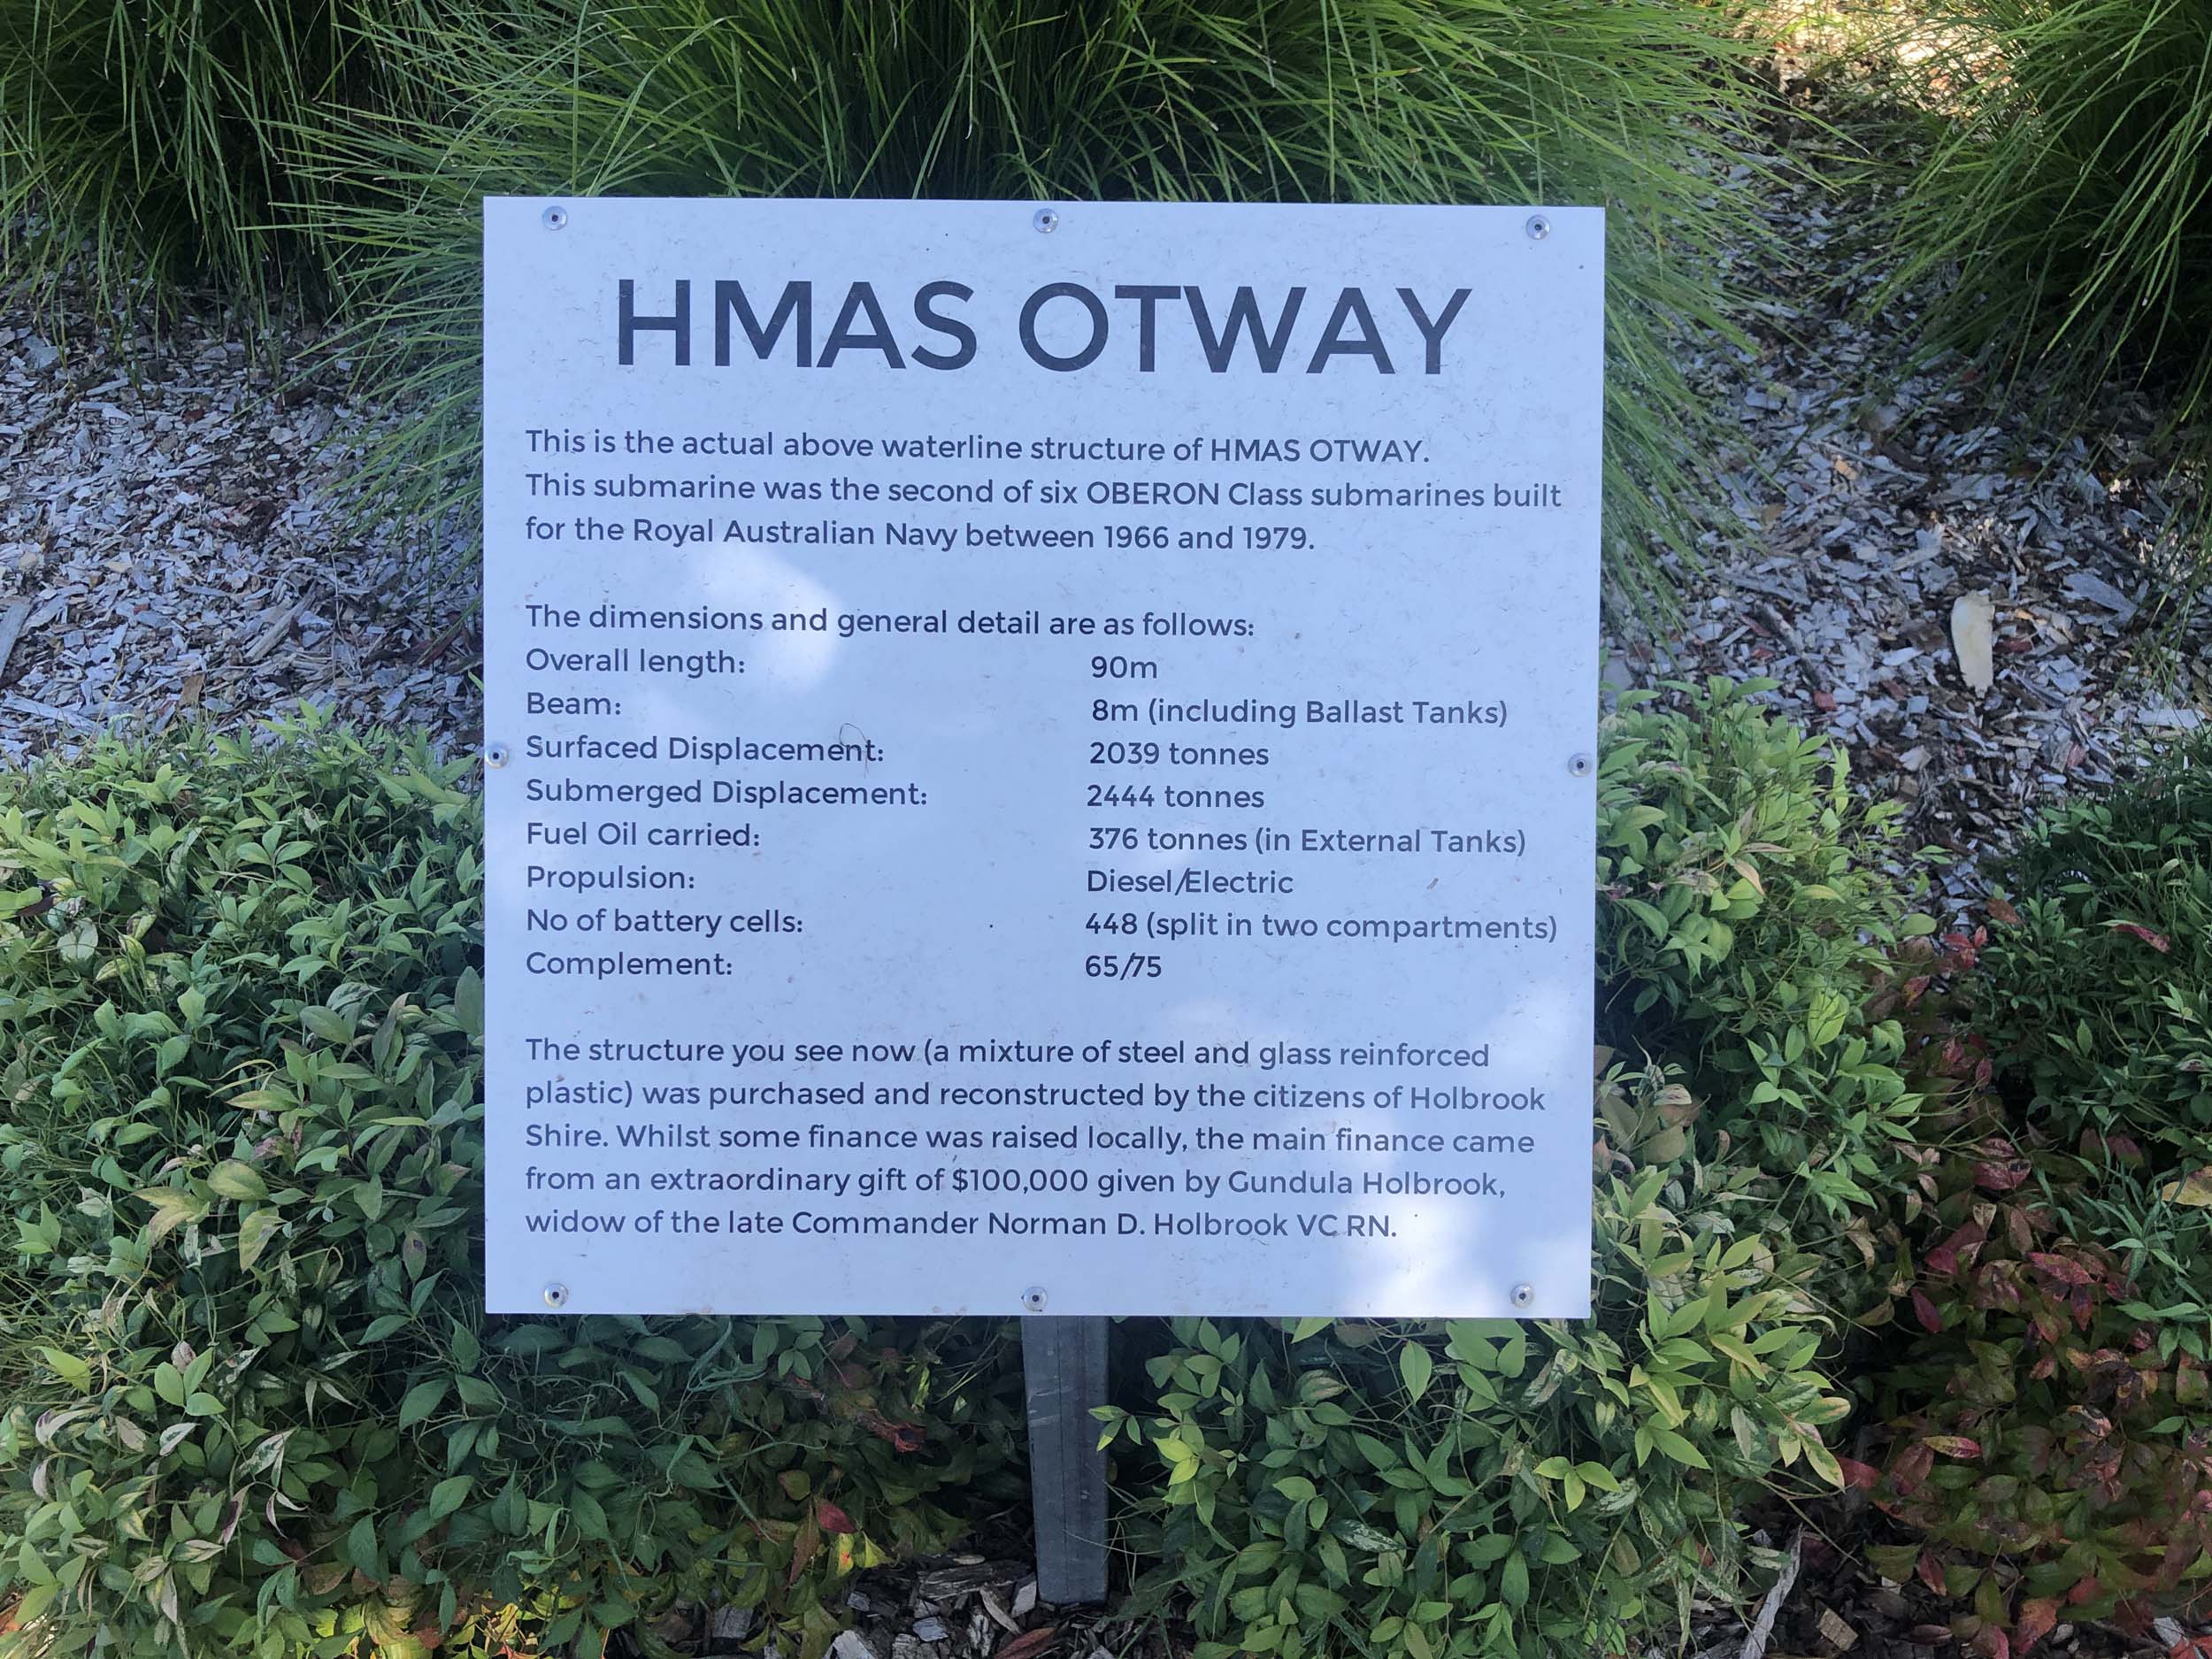 HMAS OTWAY
This is the actual above waterline structure of HMAS OTWAY.
This submarine was the second of six OBERON Class submarines built
for the Royal Australian Navy between 1966 and 1979.
The dimensions and general detail are as follows:
Overall length: 90m
Beam: 8m (including Ballast Tanks)
Surfaced Displacement: 2039 tonnes
Submerged Displacement: 2444 tonnes
Fuel Oil carried: 376 tonnes (in External Tanks)
Propulsion: Diesel/Electric
No of battery cells: 448 (split in two compartments)
Complement: 65/75
The structure you see now (a mixture of steel and glass reinforced
plastic) was purchased and reconstructed by the citizens of Holbrook
Shire. Whilst some finance was raised locally, the main finance came
from an extraordinary gift of $100,000 given by Gundula Holbrook,
widow of the late Commander Norman D. Holbrook VC RN.